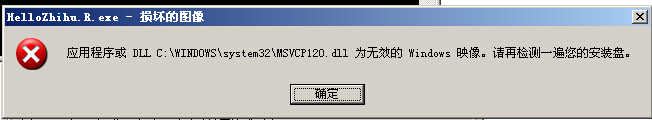 HelloZhihu.R.exe - 损坏的图像
应用程序或 DLL C:\WINDOWS\system32\MSVCP120.dll 为无效的 Windows 映像。请再检测一遍您的安装盘。
确定